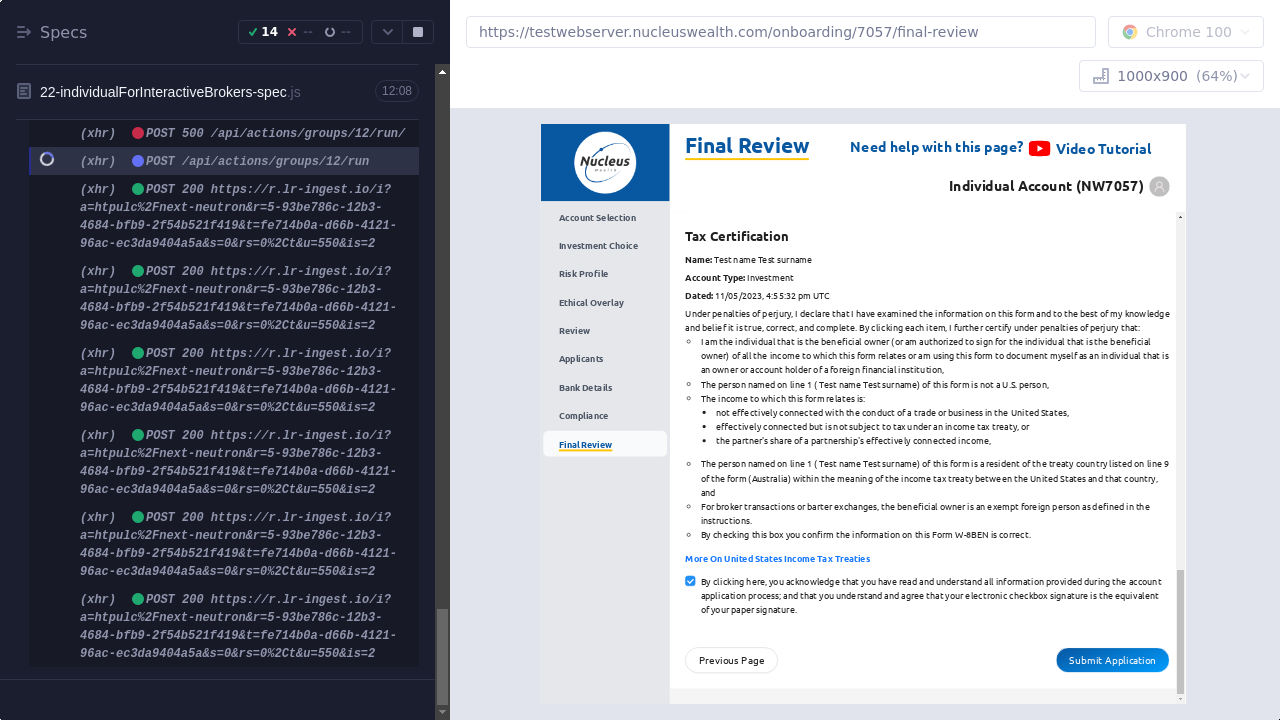 Specs
14
--
--
22-individualForInteractiveBrokers-spec.js
12:08
(xhr) POST 500 /api/actions/groups/12/run/
(xhr) POST /api/actions/groups/12/run
(xhr) POST 200 https://r.lr-ingest.io/i?
a=htpulc%2Fnext-neutron&r=5-93be786c-12b3-
4684-bfb9-2f54b521f419&t=fe714b0a-d66b-4121-
96ac-ec3da9404a5a&s=0&rs=0%2Ct&u=550&is=2
(xhr) POST 200 https://r.lr-ingest.io/i?
a=htpulc%2Fnext-neutron&r=5-93be786c-12b3-
4684-bfb9-2f54b521f419&t=fe714b0a-d66b-4121-
96ac-ec3da9404a5a&s=0&rs=0%2Ct&u=550&is=2
(xhr) POST 200 https://r.lr-ingest.io/i?
a=htpulc%2Fnext-neutron&r=5-93be786c-12b3-
4684-bfb9-2f54b521f419&t=fe714b0a-d66b-4121-
96ac-ec3da9404a5a&s=0&rs=0%2Ct&u=550&is=2
(xhr) POST 200 https://r.lr-ingest.io/i?
a=htpulc%2Fnext-neutron&r=5-93be786c-12b3-
4684-bfb9-2f54b521f419&t=fe714b0a-d66b-4121-
96ac-ec3da9404a5a&s=0&rs=0%2Ct&u=550&is=2
(xhr) POST 200 https://r.lr-ingest.io/i?
a=htpulc%2Fnext-neutron&r=5-93be786c-12b3-
4684-bfb9-2f54b521f419&t=fe714b0a-d66b-4121-
96ac-ec3da9404a5a&s=0&rs=0%2Ct&u=550&is=2
(xhr) POST 200 https://r.lr-ingest.io/i?
a=htpulc%2Fnext-neutron&r=5-93be786c-12b3-
4684-bfb9-2f54b521f419&t=fe714b0a-d66b-4121-
96ac-ec3da9404a5a&s=0&rs=0%2Ct&u=550&is=2
https://testwebserver.nucleuswealth.com/onboarding/7057/final-review
Chrome 100
1000x900 (64%)
Nucleus
Wealth
Account Selection
Investment Choice
Risk Profile
Ethical Overlay
Review
Applicants
Bank Details
Compliance
Final Review
Final Review
Need help with this page?
Video Tutorial
Individual Account (NW7057)
Tax Certification
Name: Test name Test surname
Account Type: Investment
Dated: 11/05/2023, 4:55:32 pm UTC
Under penalties of perjury, I declare that I have examined the information on this form and to the best of my knowledge
and belief it is true, correct, and complete. By clicking each item, I further certify under penalties of perjury that:
I am the individual that is the beneficial owner (or am authorized to sign for the individual that is the beneficial
owner) of all the income to which this form relates or am using this form to document myself as an individual that is
an owner or account holder of a foreign financial institution,
The person named on line 1 ( Test name Test surname) of this form is not a U.S. person,
The income to which this form relates is:
not effectively connected with the conduct of a trade or business in the United States,
effectively connected but is not subject to tax under an income tax treaty, or
the partner's share of a partnership's effectively connected income,
The person named on line 1 ( Test name Test surname) of this form is a resident of the treaty country listed on line 9
of the form (Australia) within the meaning of the income tax treaty between the United States and that country,
and
For broker transactions or barter exchanges, the beneficial owner is an exempt foreign person as defined in the
instructions.
By checking this box you confirm the information on this Form W-8BEN is correct.
More On United States Income Tax Treaties
By clicking here, you acknowledge that you have read and understand all information provided during the account
application process; and that you understand and agree that your electronic checkbox signature is the equivalent
of your paper signature.
Previous Page
Submit Application